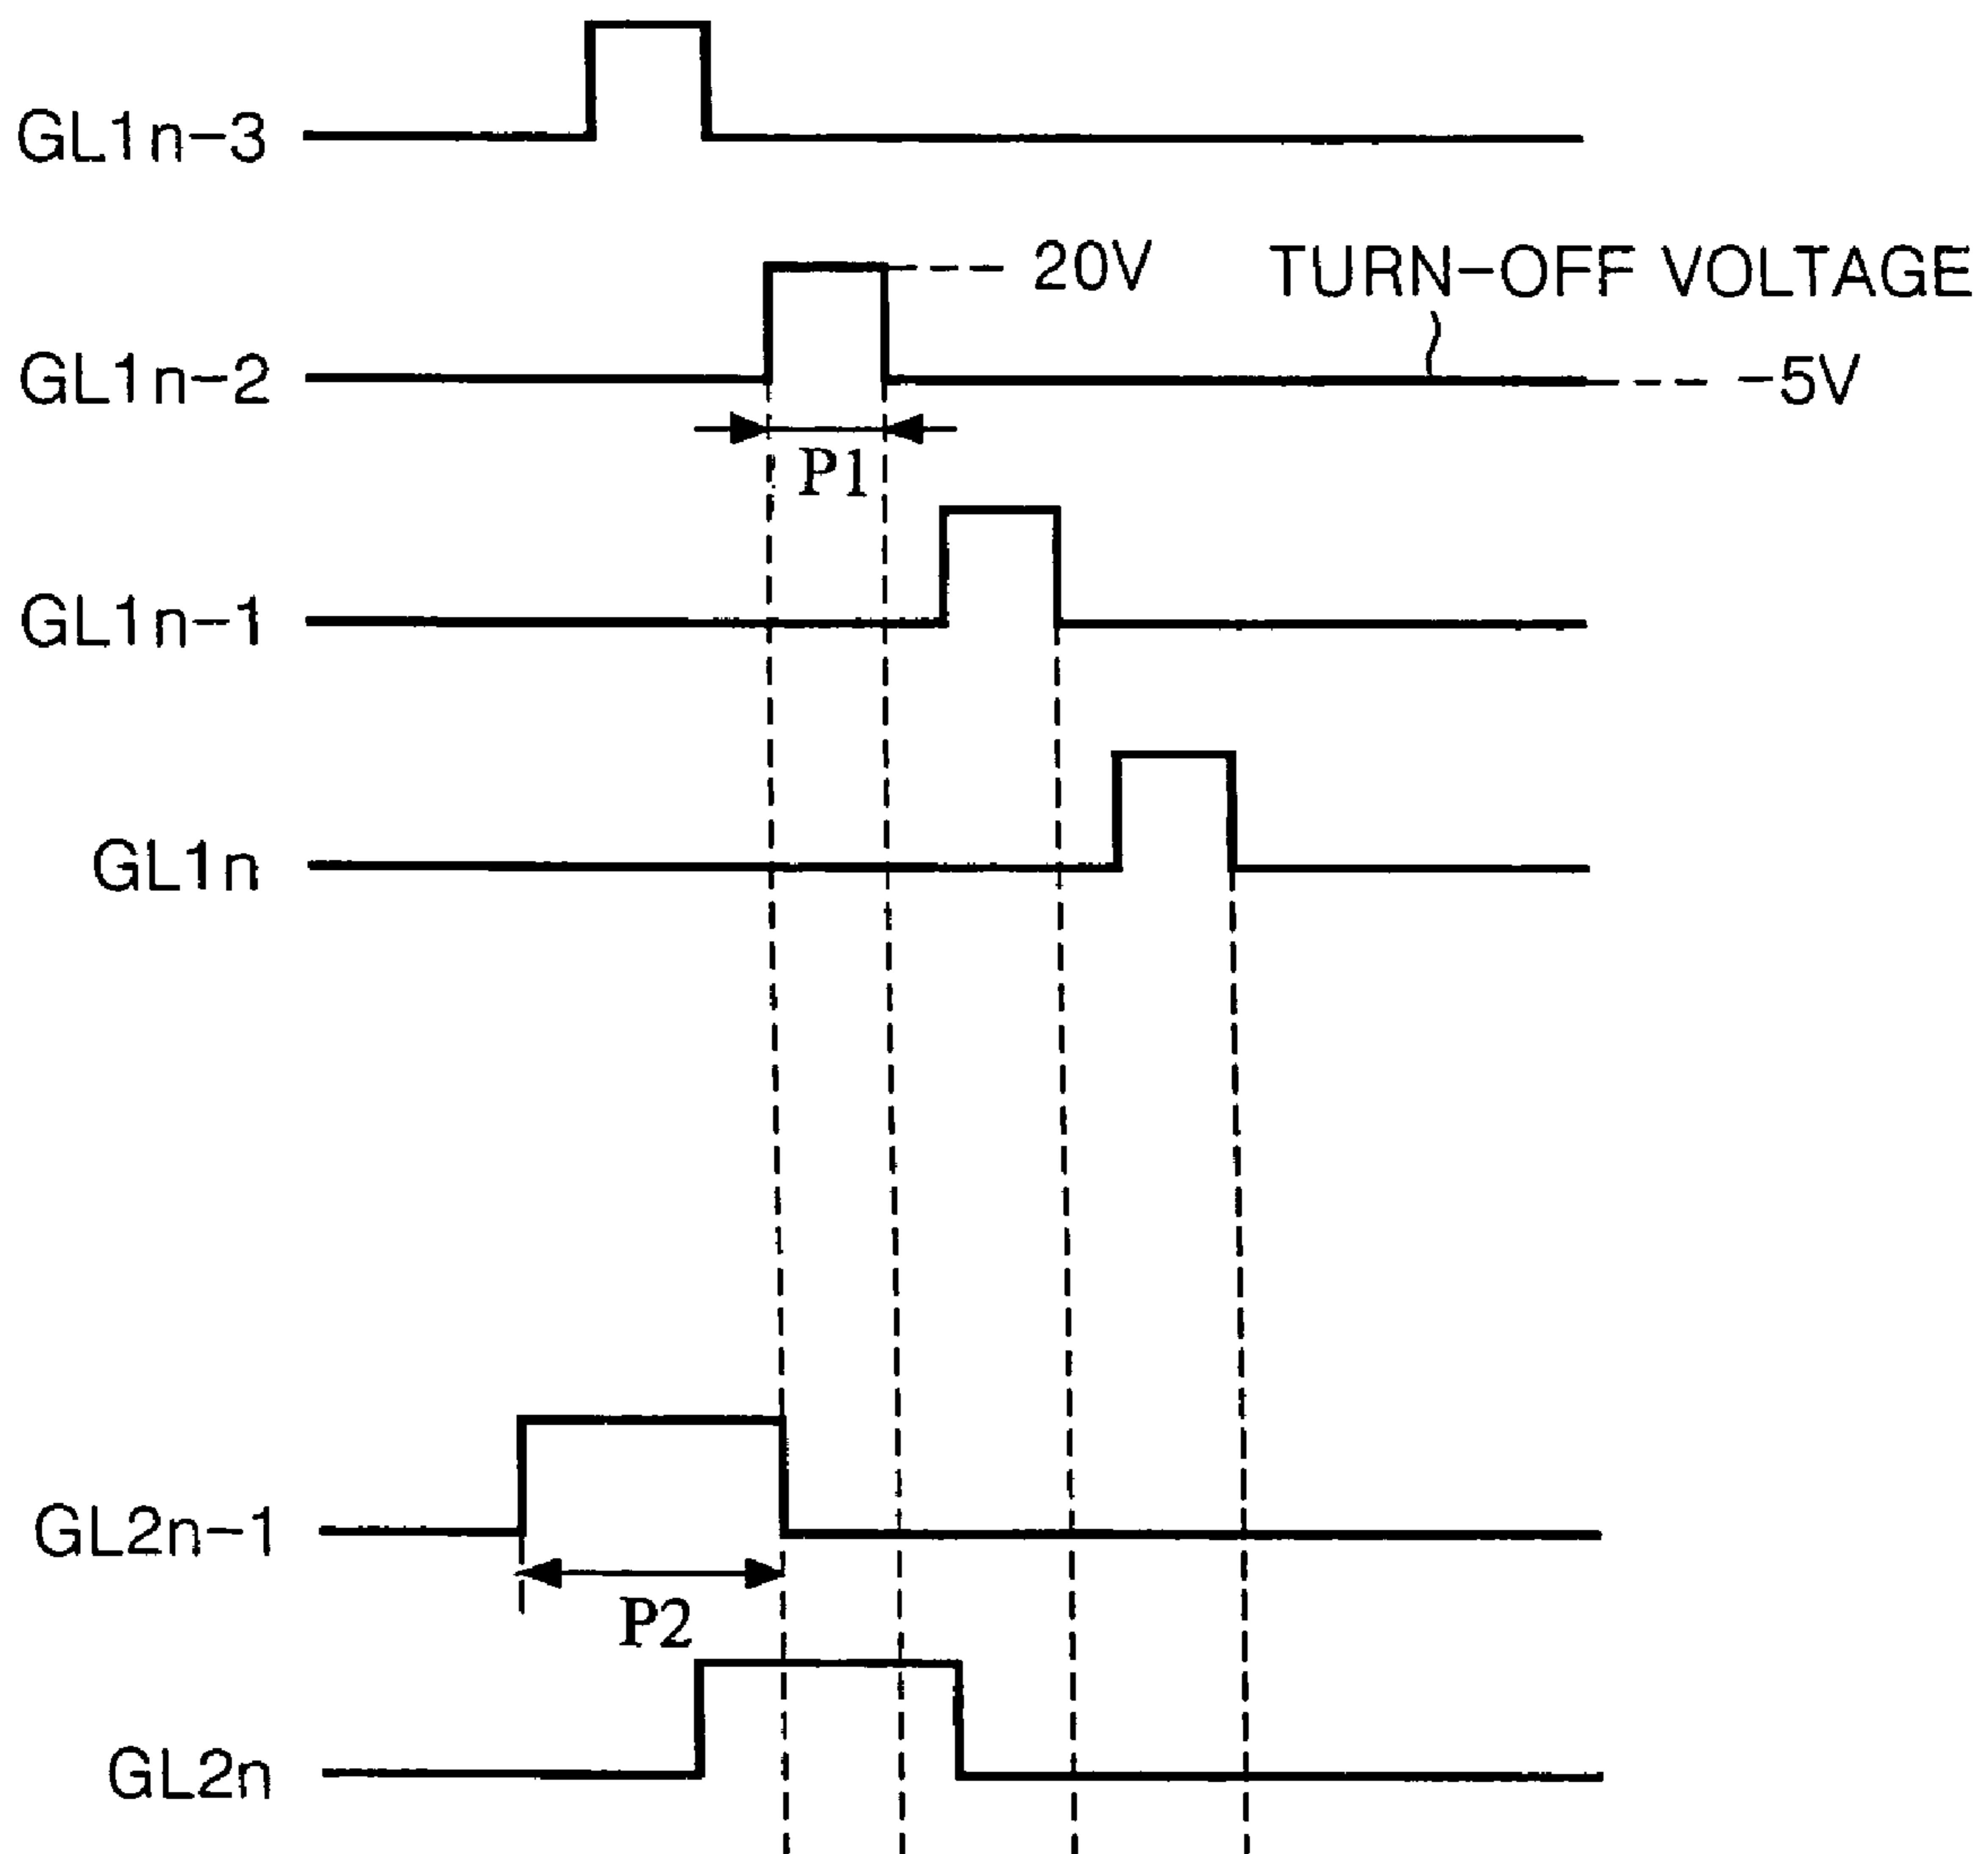 GL1n-3
20V
TURN-OFF VOLTAGE
GL1n-2
-5V
P1
GL1n-1
GL1n
GL2n-1
P2
GL2n